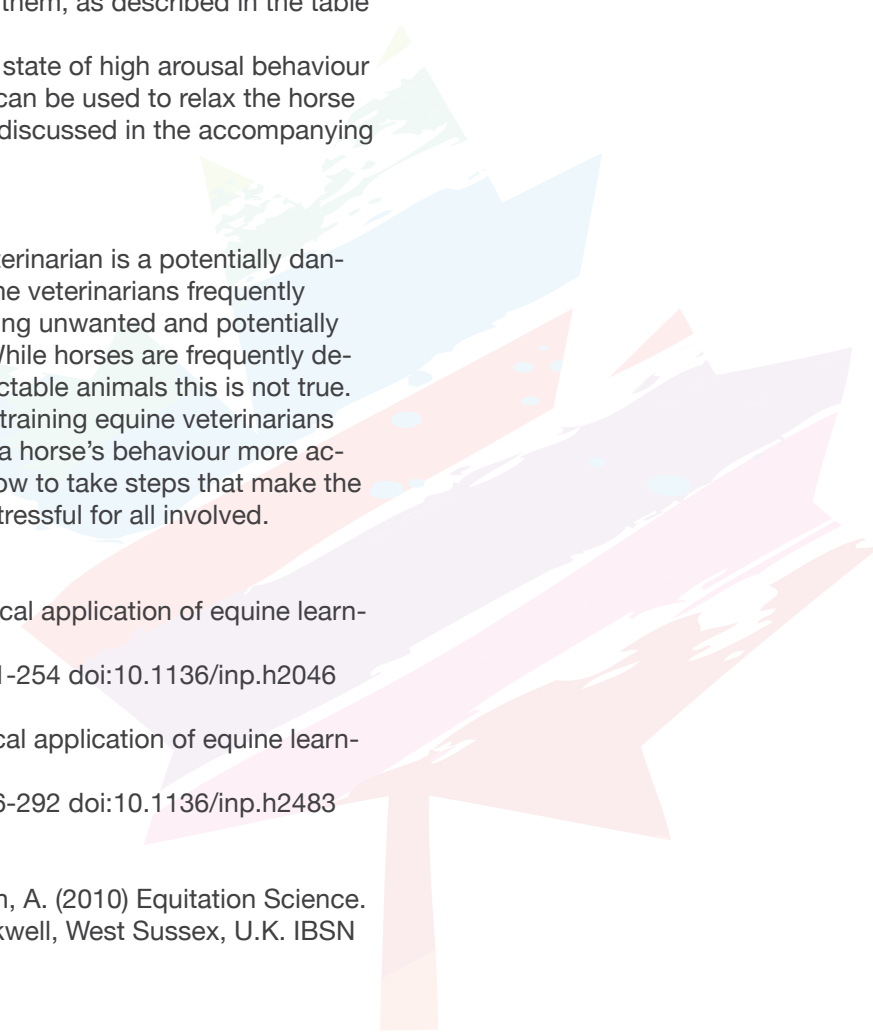 them, as described in the table
state of high arousal behaviour
can be used to relax the horse
discussed in the accompanying
terinarian is a potentially dan-
ne veterinarians frequently
ng unwanted and potentially
While horses are frequently de-
ctable animals this is not true.
training equine veterinarians
a horse's behaviour more ac-
ow to take steps that make the
tressful for all involved.
cal application of equine learn-
-254 doi:10.1136/inp.h2046
cal application of equine learn-
-292 doi:10.1136/inp.h2483
, A. (2010) Equitation Science.
kwell, West Sussex, U.K. IBSN